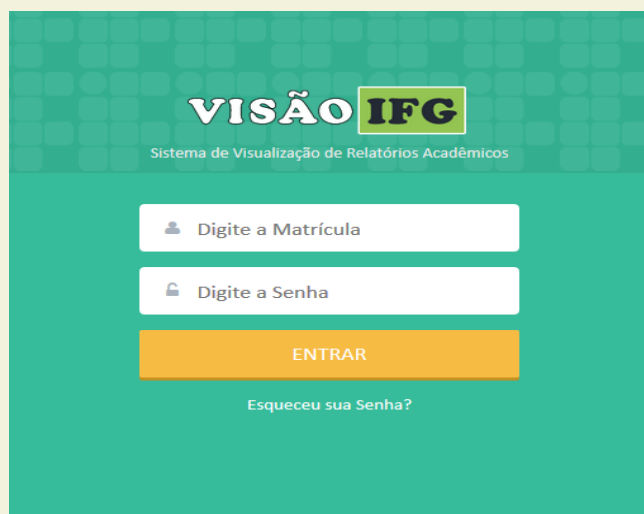 VISÃO IFG
Sistema de Visualização de Relatórios Acadêmicos
Digite a Matrícula
Digite a Senha
ENTRAR
Esqueceu sua Senha?